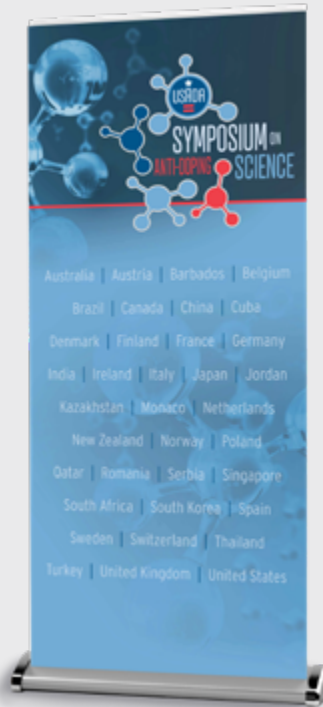 USADA
SYMPOSIUM ON
ANTI-DOPING SCIENCE
Australia | Austria | Barbados | Belgium
Brazil | Canada | China | Cuba
Denmark | Finland | France | Germany
India | Ireland | Italy | Japan | Jordan
Kazakhstan | Monaco | Netherlands
New Zealand | Norway | Poland
Qatar | Romania | Serbia | Singapore
South Africa | South Korea | Spain
Sweden | Switzerland | Thailand
Turkey | United Kingdom | United States